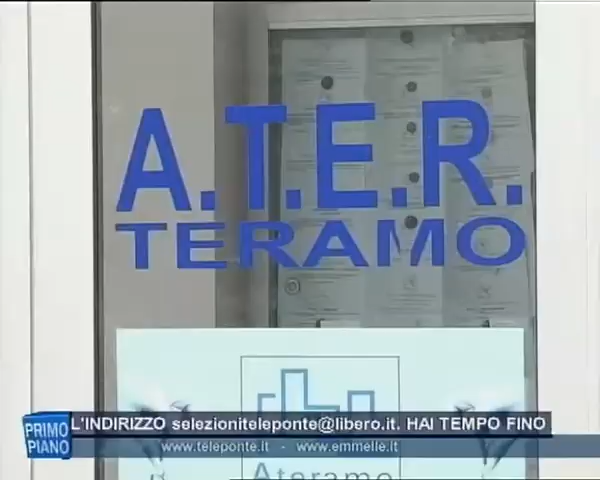 A.T.E.R.
TERAMO
L'INDIRIZZO selezioniteleponte@libero.it. HAI TEMPO FINO
PRIMO
PIANO
www.teleponte.it - www.emmelle.it
Ateramo